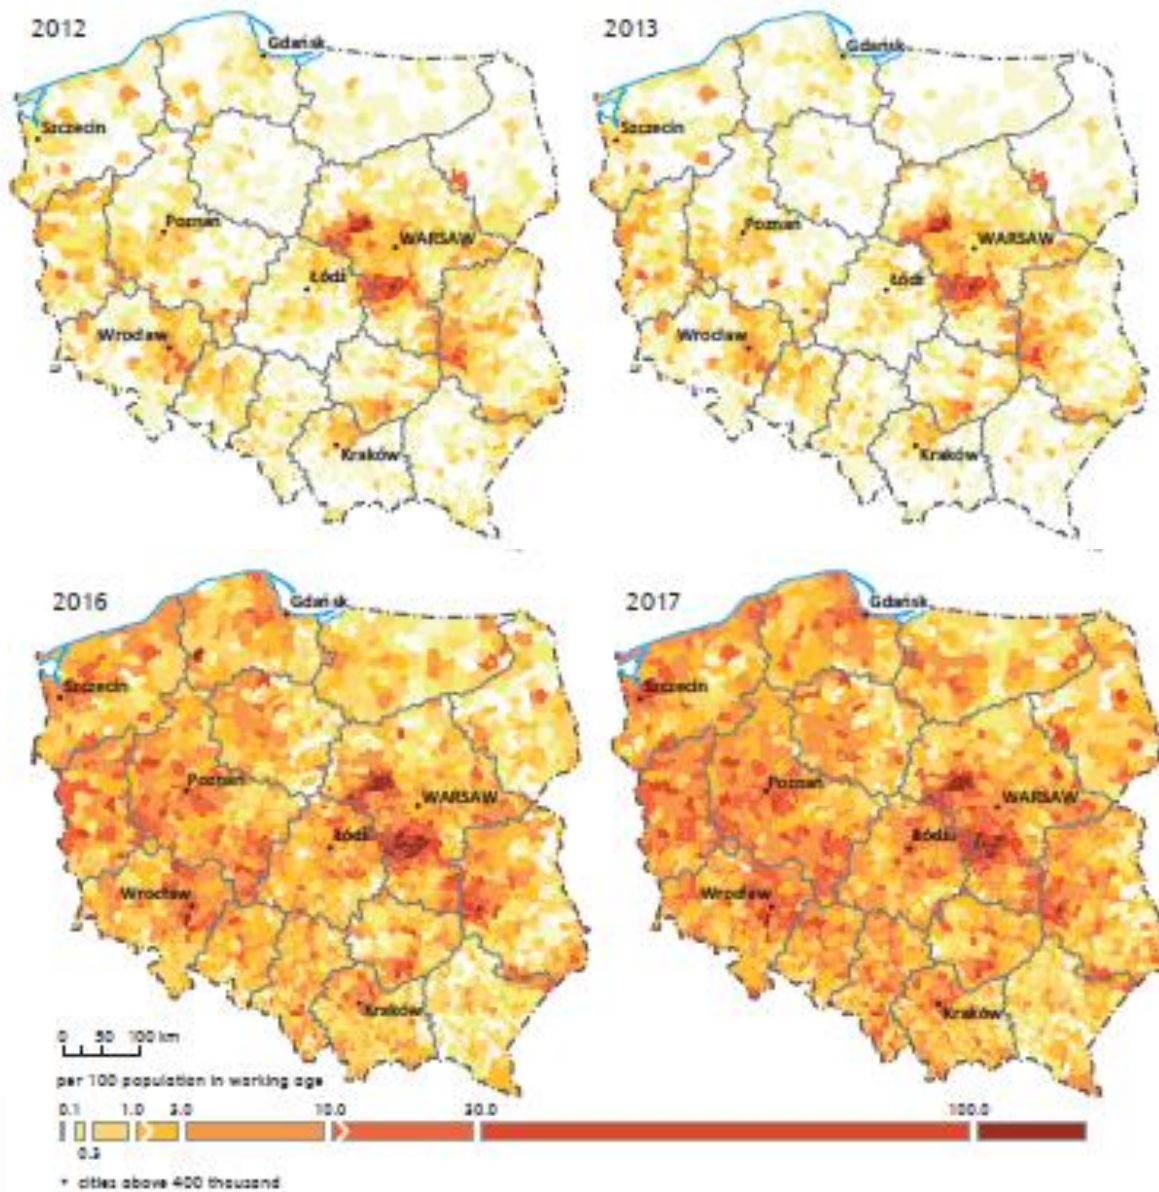 2012
Gdańsk
Szczecin
Poznań
WARSAW
Łódź
Wrocław
Kraków
2013
Gdańsk
Szczecin
Poznań
WARSAW
Łódź
Wrocław
Kraków
2016
Gdańsk
Szczecin
Poznań
WARSAW
Łódź
Wrocław
Kraków
2017
Gdańsk
Szczecin
Poznań
WARSAW
Łódź
Wrocław
Kraków
0 50 100 km
per 100 population in working age
0.1 1.0 3.0 10.0 30.0 100.0
0.3
• cities above 400 thousand